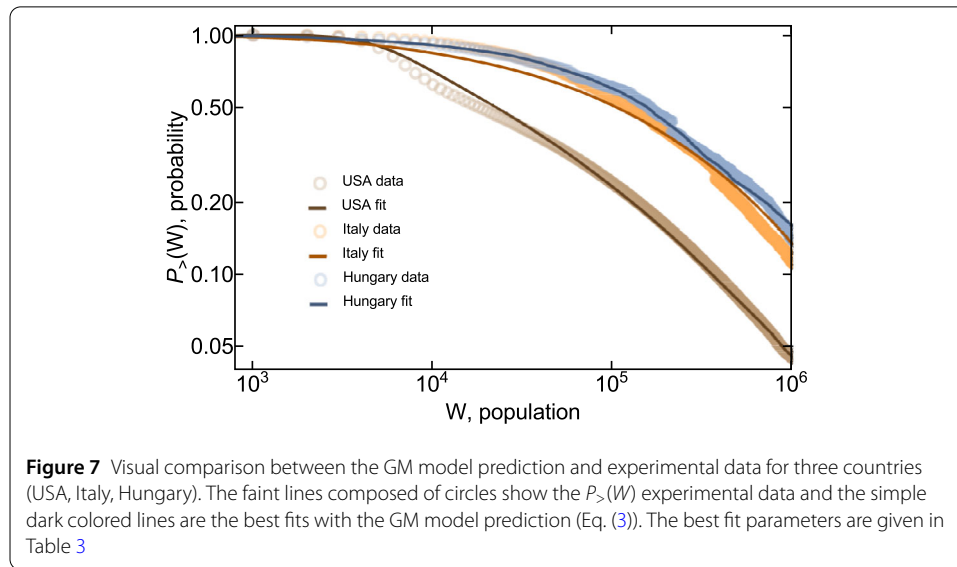 1.00
0.50
0.20
0.10
0.05
P>(W), probability
USA data
USA fit
Italy data
Italy fit
Hungary data
Hungary fit
10³
10⁴
10⁵
10⁶
W, population
Figure 7 Visual comparison between the GM model prediction and experimental data for three countries
(USA, Italy, Hungary). The faint lines composed of circles show the P>(W) experimental data and the simple
dark colored lines are the best fits with the GM model prediction (Eq. (3)). The best fit parameters are given in
Table 3